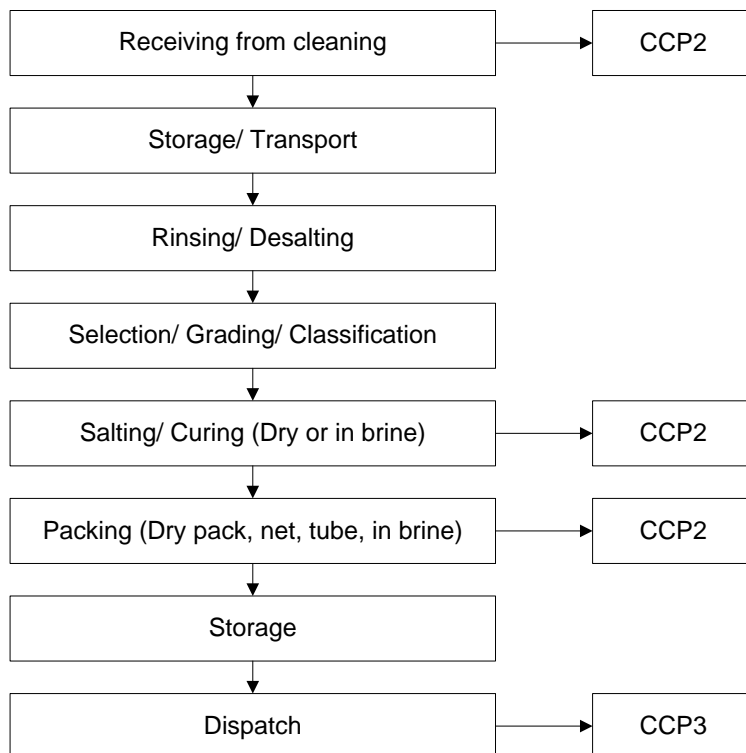 Receiving from cleaning
CCP2
Storage/ Transport
Rinsing/ Desalting
Selection/ Grading/ Classification
Salting/ Curing (Dry or in brine)
CCP2
Packing (Dry pack, net, tube, in brine)
CCP2
Storage
Dispatch
CCP3